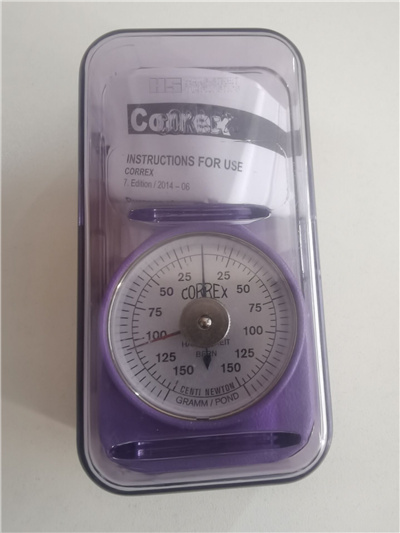 Correx
INSTRUCTIONS FOR USE
CORREX
7. Edition / 2014 – 06
25 25
50 50
CORREX
75 75
100 100
125 125
BERN
150 150
CENTI NEWTON
GRAMM / POND